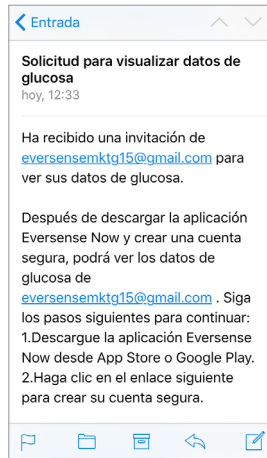 Entrada
Solicitud para visualizar datos de
glucosa
hoy, 12:33
Ha recibido una invitación de
eversensemktg15@gmail.com para
ver sus datos de glucosa.
Después de descargar la aplicación
Eversense Now y crear una cuenta
segura, podrá ver los datos de
glucosa de
eversensemktg15@gmail.com . Siga
los pasos siguientes para continuar:
1.Descargue la aplicación Eversense
Now desde App Store o Google Play.
2.Haga clic en el enlace siguiente
para crear su cuenta segura.